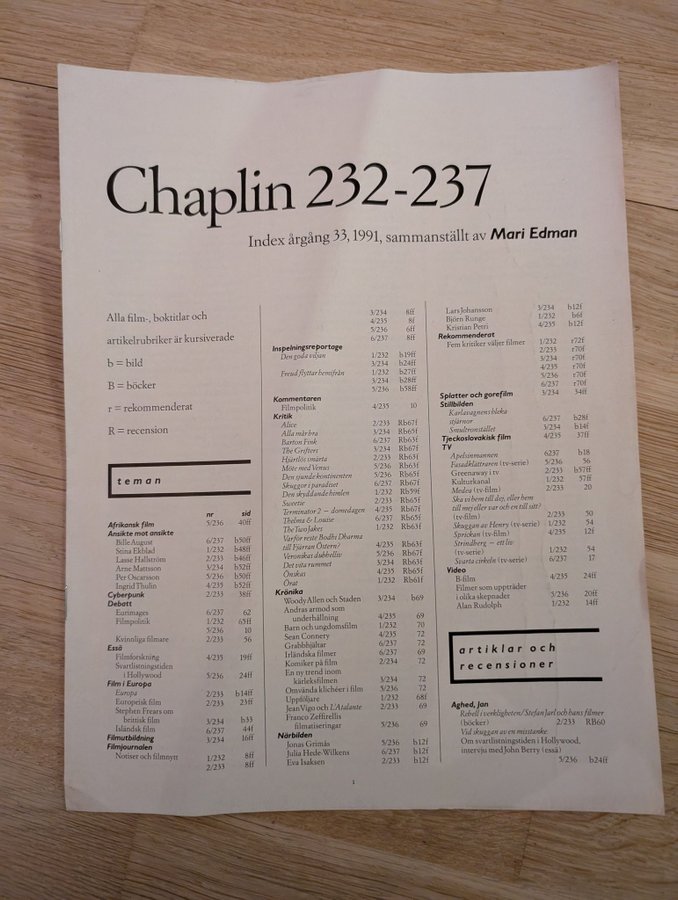 Chaplin 232-237
Index årgång 33, 1991, sammanställt av Mari Edman
Alla film-, boktitlar och
artikelrubriker är kursiverade
b = bild
B = böcker
r = rekommenderat
R = recension
teman
nr sid
Afrikansk film 5/236 40ff
Ansikte mot ansikte
Bille August 6/237 b50ff
Stina Ekblad 1/232 b48ff
Lasse Hallström 2/233 b46ff
Arne Mattsson 3/234 b52ff
Per Oscarsson 5/236 b50ff
Ingrid Thulin 4/235 b52ff
Cyberpunk 2/233 38ff
Debatt
Eurimages 6/237 62
Filmpolitik 1/232 65ff
5/236 10
Kvinnliga filmare 2/233 56
Essä
Filmforskning 4/235 19ff
Svartlistningstiden
i Hollywood 5/236 24ff
Film i Europa
Europa 2/233 b14ff
Europeisk film 2/233 23ff
Stephen Frears om
brittisk film 3/234 b33
Isländsk film 6/237 44f
Filmutbildning 3/234 16ff
Filmjournalen
Notiser och filmnytt 1/232 8ff
2/233 8ff
3/234 8ff
4/235 8f
5/236 6ff
6/237 8ff
Inspelningsreportage
Den goda viljan 1/232 b19ff
3/234 b24ff
Freud flyttar hemifrån 1/232 b27f
3/234 b28ff
5/236 b58ff
Kommentaren
Filmpolitik 4/235 10
Kritik
Alice 2/233 Rb67f
Alla mår bra 3/234 Rb65f
Barton Fink 6/237 Rb63f
The Grifters 3/234 Rb67f
Hjärtlös smärta 2/233 Rb63f
Möte med Venus 5/236 Rb63f
Den sjunde kontinenten 5/236 Rb65f
Skuggor i paradiset 6/237 Rb67f
Den skyddande himlen 1/232 Rb59f
Sweetie 2/233 Rb65f
Terminator 2 – domedagen 4/235 Rb67f
Thelma & Louise 6/237 Rb65f
The Two Jakes 1/232 Rb63f
Varför reste Bodhi Dharma
till Fjärran Östern? 4/235 Rb63f
Veronikas dubbelliv 5/236 Rb67f
Det vita rummet 3/234 Rb63f
Önskas 4/235 Rb65f
Örat 1/232 Rb61f
Krönika
Woody Allen och Staden 3/234 b69
Andras armod som
underhållning 4/235 69
Barn och ungdomsfilm 1/232 70
Sean Connery 4/235 72
Grabbhjältar 6/237 72
Irländska filmer 6/237 69
Komiker på film 2/234 72
En ny trend inom
kärleksfilmen 3/234 72
Omvända klichéer i film 5/236 72
Uppföljare 1/232 68f
Jean Vigo och L'Atalante 2/233 69
Franco Zeffirellis
filmatiseringar 5/236 69
Närbilden
Jonas Grimås 5/236 b12f
Julia Hede-Wilkens 6/237 b12f
Eva Isaksen 2/233 b12f
Lars Johansson 3/234 b12f
Björn Runge 1/232 b6f
Kristian Petri 4/235 b12f
Rekommenderat
Fem kritiker väljer filmer 1/232 r72f
2/233 r70f
3/234 r70f
4/235 r70f
5/236 r70f
6/237 r70f
Splatter och gorefilm 3/234 34ff
Stillbilden
Karlavagnens bleka
stjärnor 6/237 b28f
Smultronstället 3/234 b14f
Tjeckoslovakisk film 4/235 37ff
TV
Apelsinmannen 6237 b18
Fasadklättraren (tv-serie) 5/236 56
Greenaway i tv 2/233 b37ff
Kulturkanal 1/232 57ff
Medea (tv-film) 2/233 20
Ska vi hem till dej, eller hem
till mej eller var och en till sitt?
(tv-film) 2/233 50
Skuggan av Henry (tv-serie) 1/232 54
Sprickan (tv-film) 4/235 12f
Strindberg – ett liv
(tv-serie) 1/232 54
Svarta cirkeln (tv-serie) 6/237 17
Video
B-film 4/235 24ff
Filmer som uppträder
i olika skepnader 3/236 20ff
Alan Rudolph 1/232 14ff
artiklar och
recensioner
Aghed, Jan
Rebell i verkligheten/Stefan Jarl och hans filmer
(böcker) 2/233 RB60
Vid skuggan av en misstanke.
Om svartlistningstiden i Hollywood,
intervju med John Berry (essä)
5/236 b24ff
1